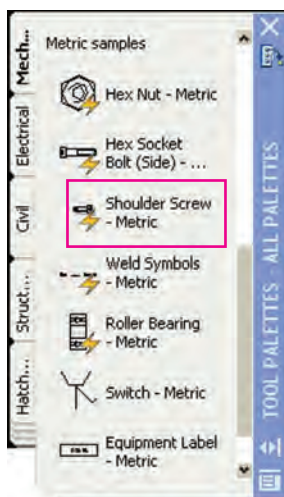 Mech...
Electrical
Civil
Struct...
Hatch...
Metric samples
Hex Nut - Metric
Hex Socket
Bolt (Side) - ...
Shoulder Screw
- Metric
Weld Symbols
- Metric
Roller Bearing
- Metric
Switch - Metric
Equipment Label
- Metric
TOOL PALETTES - ALL PALETTES